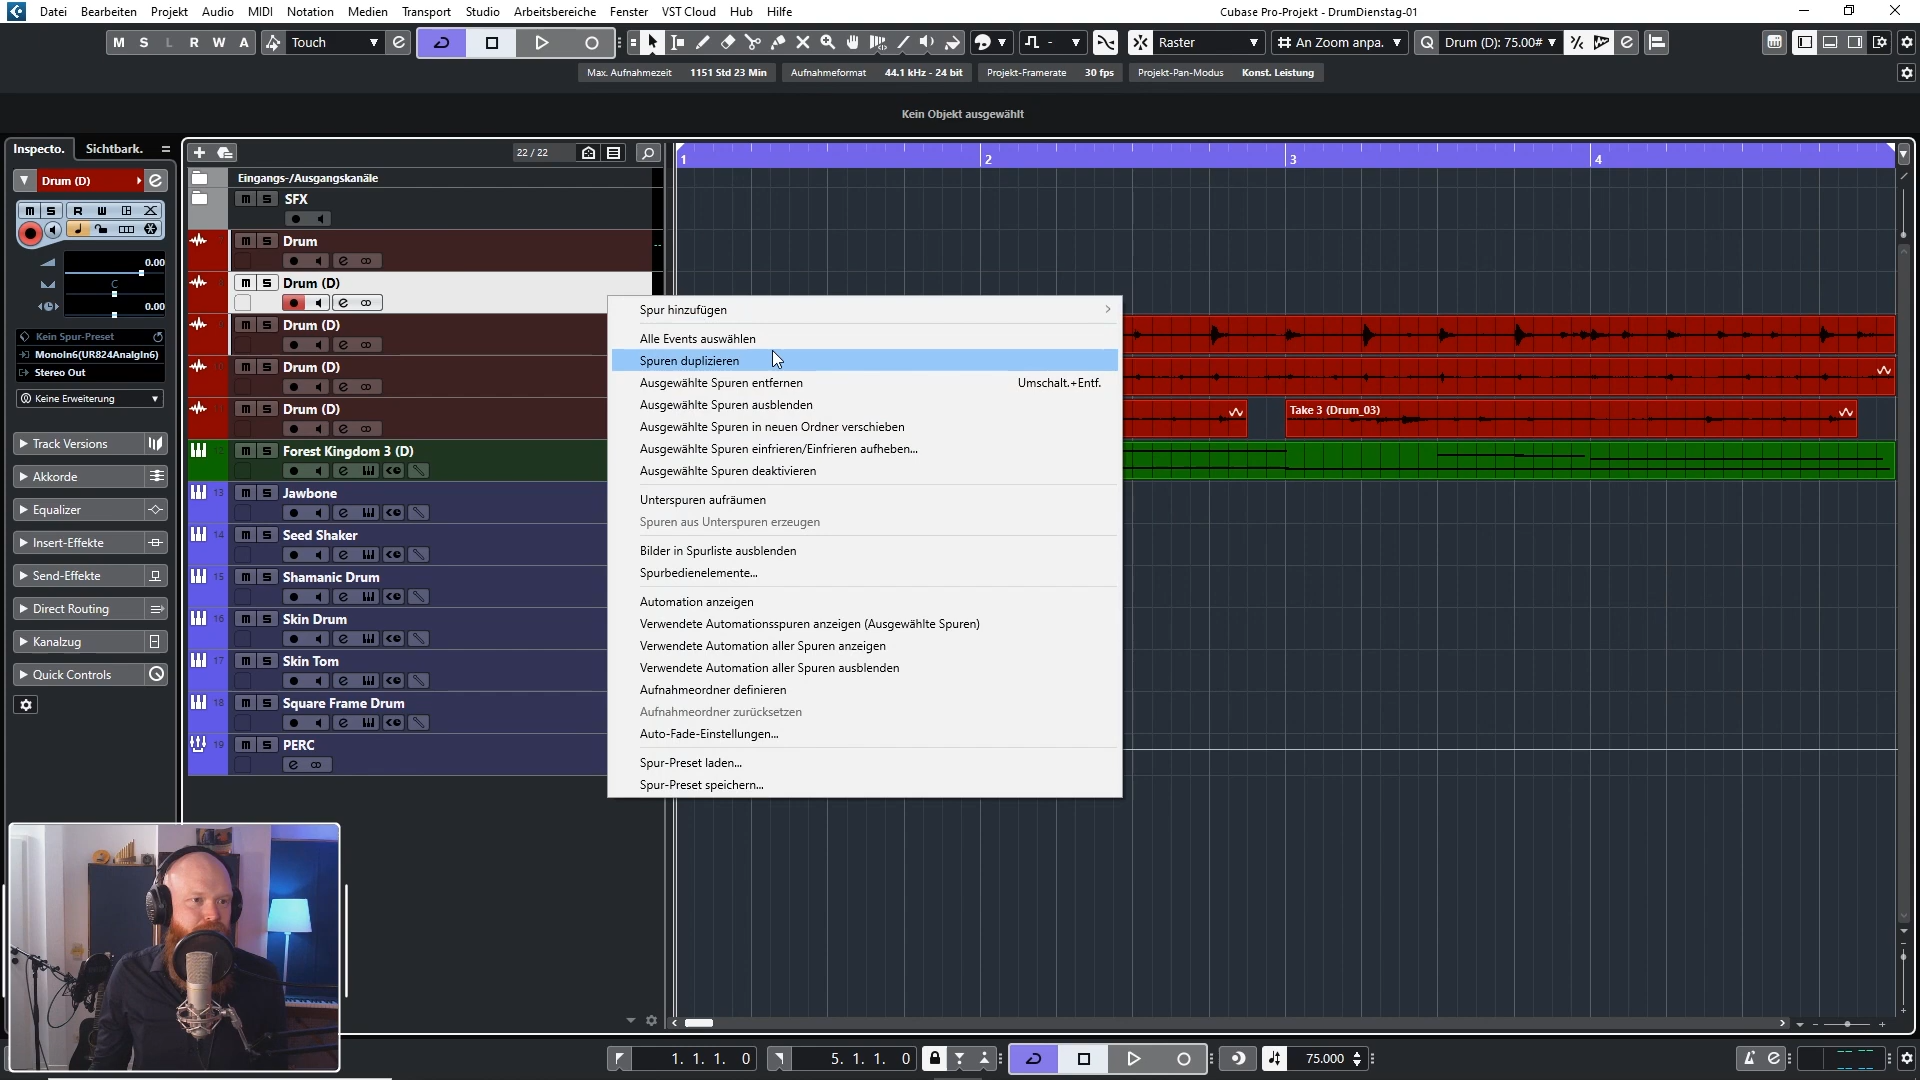 Datei Bearbeiten Projekt Audio MIDI Notation Medien Transport Studio Arbeitsbereiche Fenster VST Cloud Hub Hilfe
Cubase Pro-Projekt - DrumDienstag-01
M S L R W A Touch
Raster
An Zoom anpa.
Q Drum (D): 75.00#
Max. Aufnahmezeit 1151 Std 23 Min Aufnahmeformat 44.1 kHz - 24 bit Projekt-Framerate 30 fps Projekt-Pan-Modus Konst. Leistung
Kein Objekt ausgewählt
Inspecto. Sichtbark.
22 / 22
1 2 3 4
Drum (D)
M S R W
0.00
C
0.00
Kein Spur-Preset
MonoIn6(UR824AnalgIn6)
Stereo Out
Keine Erweiterung
Track Versions
Akkorde
Equalizer
Insert-Effekte
Send-Effekte
Direct Routing
Kanalzug
Quick Controls
Eingangs-/Ausgangskanäle
m S SFX
m S Drum
m S Drum (D)
m S Drum (D)
m S Drum (D)
m S Drum (D)
m S Forest Kingdom 3 (D)
13 m S Jawbone
14 m S Seed Shaker
15 m S Shamanic Drum
16 m S Skin Drum
17 m S Skin Tom
18 m S Square Frame Drum
19 m S PERC
Spur hinzufügen
Alle Events auswählen
Spuren duplizieren
Ausgewählte Spuren entfernen Umschalt.+Entf.
Ausgewählte Spuren ausblenden
Ausgewählte Spuren in neuen Ordner verschieben
Ausgewählte Spuren einfrieren/Einfrieren aufheben...
Ausgewählte Spuren deaktivieren
Unterspuren aufräumen
Spuren aus Unterspuren erzeugen
Bilder in Spurliste ausblenden
Spurbedienelemente...
Automation anzeigen
Verwendete Automationsspuren anzeigen (Ausgewählte Spuren)
Verwendete Automation aller Spuren anzeigen
Verwendete Automation aller Spuren ausblenden
Aufnahmeordner definieren
Aufnahmeordner zurücksetzen
Auto-Fade-Einstellungen...
Spur-Preset laden...
Spur-Preset speichern...
Take 3 (Drum_03)
1. 1. 1. 0
5. 1. 1. 0
75.000